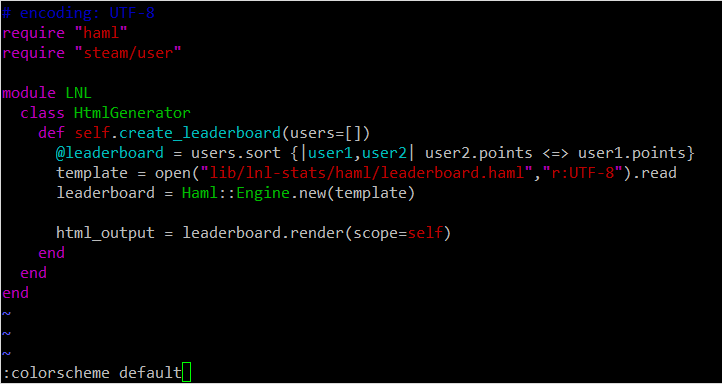 # encoding: UTF-8
require "haml"
require "steam/user"

module LNL
  class HtmlGenerator
    def self.create_leaderboard(users=[])
      @leaderboard = users.sort {|user1,user2| user2.points <=> user1.points}
      template = open("lib/lnl-stats/haml/leaderboard.haml","r:UTF-8").read
      leaderboard = Haml::Engine.new(template)

      html_output = leaderboard.render(scope=self)
    end
  end
end
~
~
~
:colorscheme default